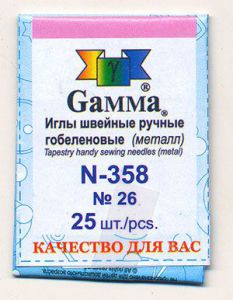 γ
Gamma®
Иглы швейные ручные
гобеленовые (металл)
Tapestry handy sewing needles (metal)
N-358
№ 26
25 шт./pcs.
КАЧЕСТВО ДЛЯ ВАС